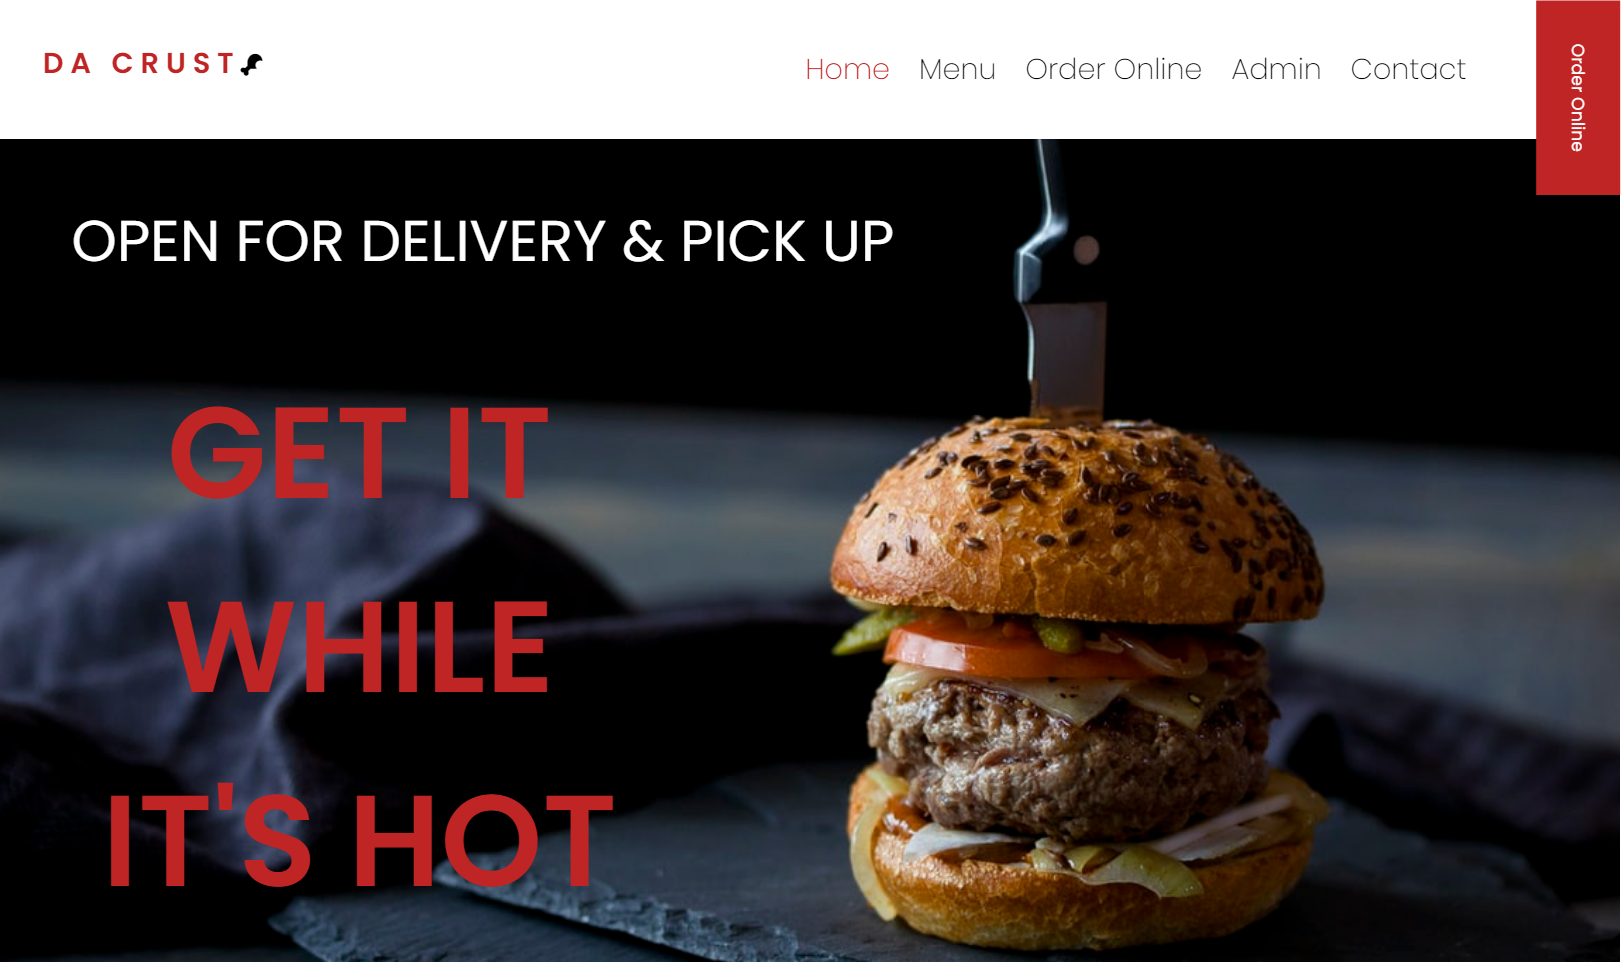 DA CRUST
Home Menu Order Online Admin Contact
Order Online
OPEN FOR DELIVERY & PICK UP
GET IT
WHILE
IT'S HOT